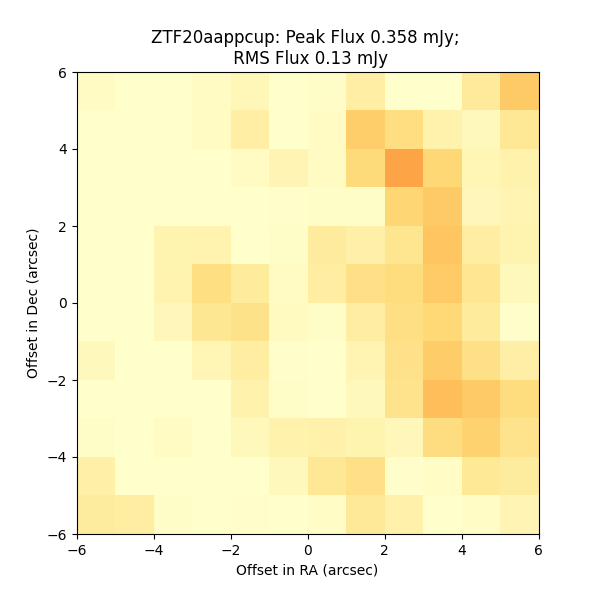 ZTF20aappcup: Peak Flux 0.358 mJy;
RMS Flux 0.13 mJy
6
4
2
0
−2
−4
−6
Offset in Dec (arcsec)
−6 −4 −2 0 2 4 6
Offset in RA (arcsec)